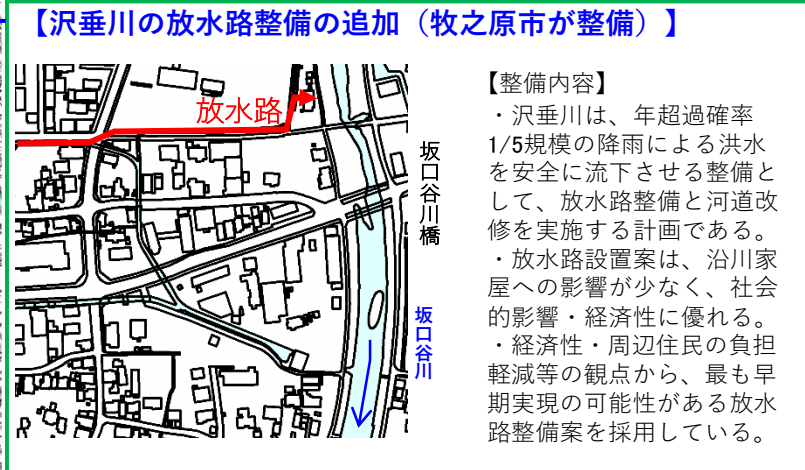 【沢垂川の放水路整備の追加（牧之原市が整備）】
放水路
坂口谷川橋
坂口谷川
【整備内容】
・沢垂川は、年超過確率
1/5規模の降雨による洪水
を安全に流下させる整備と
して、放水路整備と河道改
修を実施する計画である。
・放水路設置案は、沿川家
屋への影響が少なく、社会
的影響・経済性に優れる。
・経済性・周辺住民の負担
軽減等の観点から、最も早
期実現の可能性がある放水
路整備案を採用している。